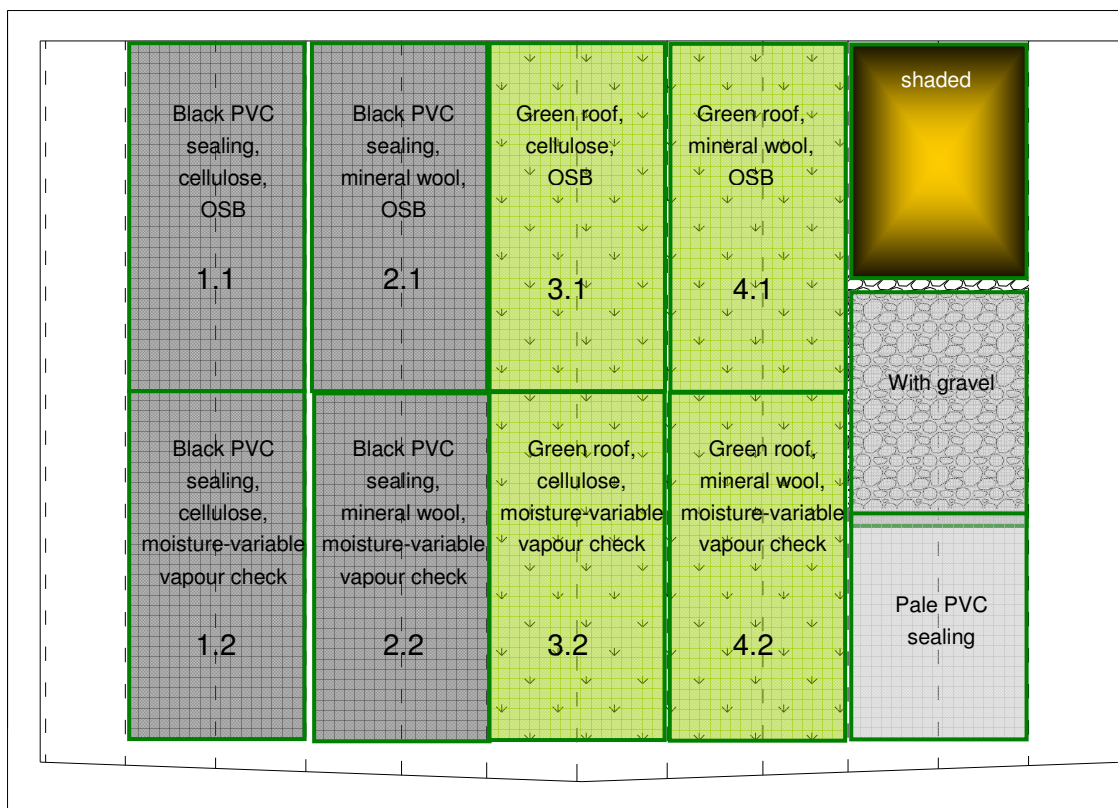 Black PVC
sealing,
cellulose,
OSB
1.1
Black PVC
sealing,
mineral wool,
OSB
2.1
Green roof,
cellulose,
OSB
3.1
Green roof,
mineral wool,
OSB
4.1
shaded
With gravel
Black PVC
sealing,
cellulose,
moisture-variable
vapour check
1.2
Black PVC
sealing,
mineral wool,
moisture-variable
vapour check
2.2
Green roof,
cellulose,
moisture-variable
vapour check
3.2
Green roof,
mineral wool,
moisture-variable
vapour check
4.2
Pale PVC
sealing